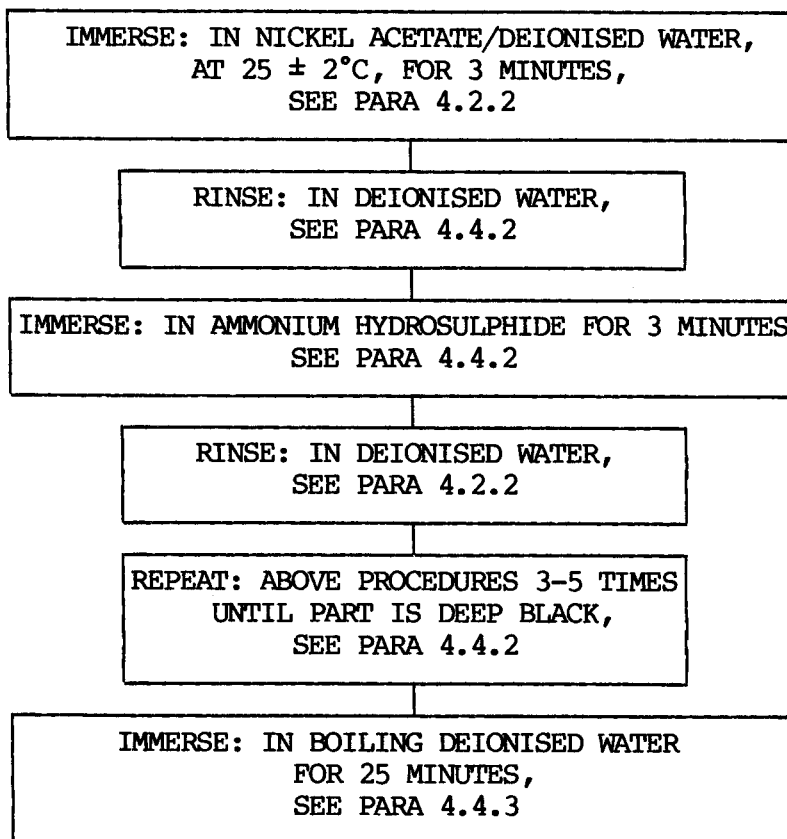 IMMERSE: IN NICKEL ACETATE/DEIONISED WATER,
AT 25 ± 2°C, FOR 3 MINUTES,
SEE PARA 4.2.2
RINSE: IN DEIONISED WATER,
SEE PARA 4.4.2
IMMERSE: IN AMMONIUM HYDROSULPHIDE FOR 3 MINUTES
SEE PARA 4.4.2
RINSE: IN DEIONISED WATER,
SEE PARA 4.2.2
REPEAT: ABOVE PROCEDURES 3-5 TIMES
UNTIL PART IS DEEP BLACK,
SEE PARA 4.4.2
IMMERSE: IN BOILING DEIONISED WATER
FOR 25 MINUTES,
SEE PARA 4.4.3